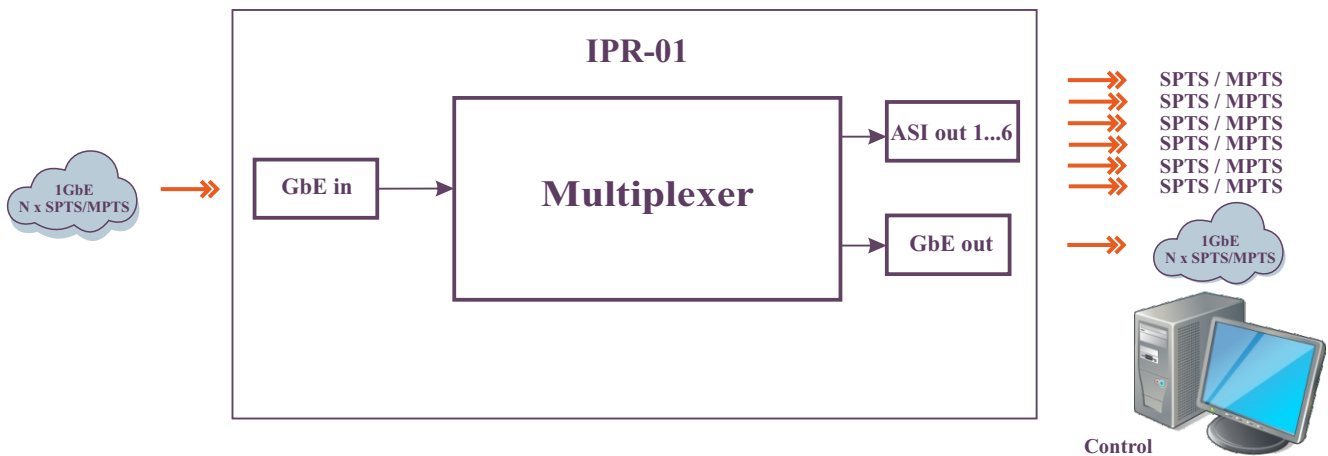 IPR-01
1GbE
N x SPTS/MPTS
GbE in
Multiplexer
ASI out 1...6
GbE out
SPTS / MPTS
SPTS / MPTS
SPTS / MPTS
SPTS / MPTS
SPTS / MPTS
SPTS / MPTS
1GbE
N x SPTS/MPTS
Control